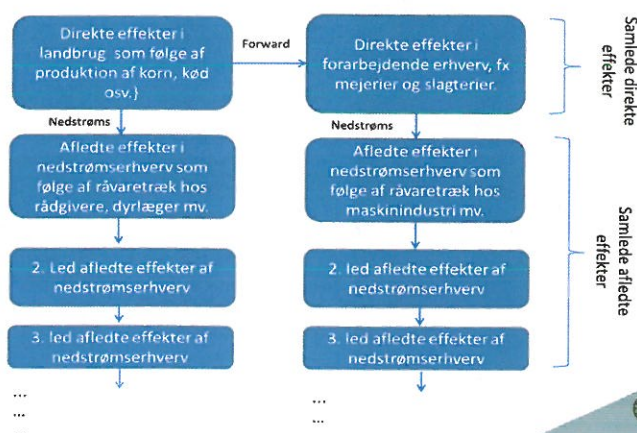 Direkte effekter i
landbrug som følge af
produktion af korn, kød
osv.}
Forward
Direkte effekter i
forarbejdende erhverv, fx
mejerier og slagterier.
Samlede direkte
effekter
Nedstrøms
Nedstrøms
Afledte effekter i
nedstrømserhverv som
følge af råvaretræk hos
rådgivere, dyrlæger mv.
Afledte effekter i
nedstrømserhverv som
følge af råvaretræk hos
maskinindustri mv.
Samlede afledte
effekter
2. Led afledte effekter af
nedstrømserhverv
2. led afledte effekter af
nedstrømserhverv
3. led afledte effekter af
nedstrømserhverv
3. led afledte effekter af
nedstrømserhverv
...
...
...
...